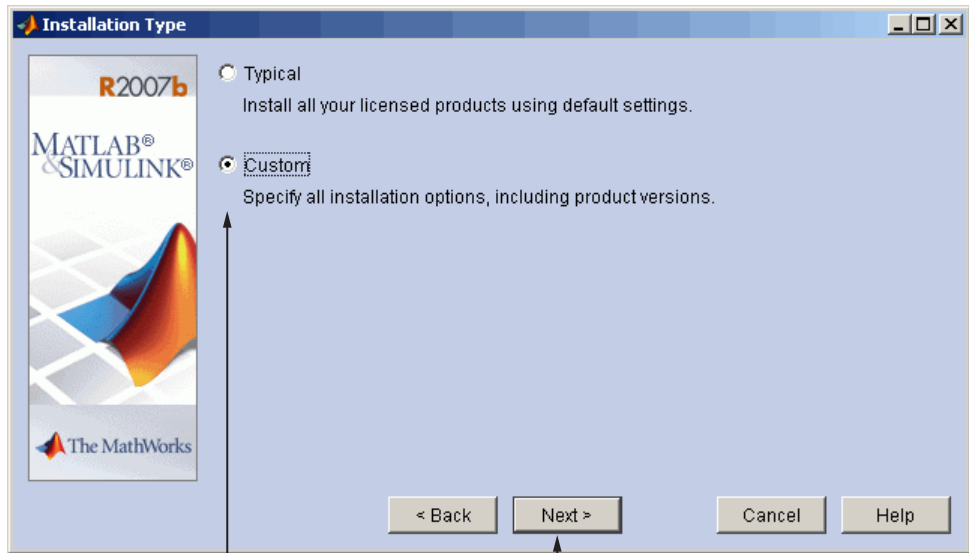 Installation Type
R2007b
MATLAB®
&SIMULINK®
The MathWorks
Typical
Install all your licensed products using default settings.
Custom
Specify all installation options, including product versions.
< Back
Next >
Cancel
Help